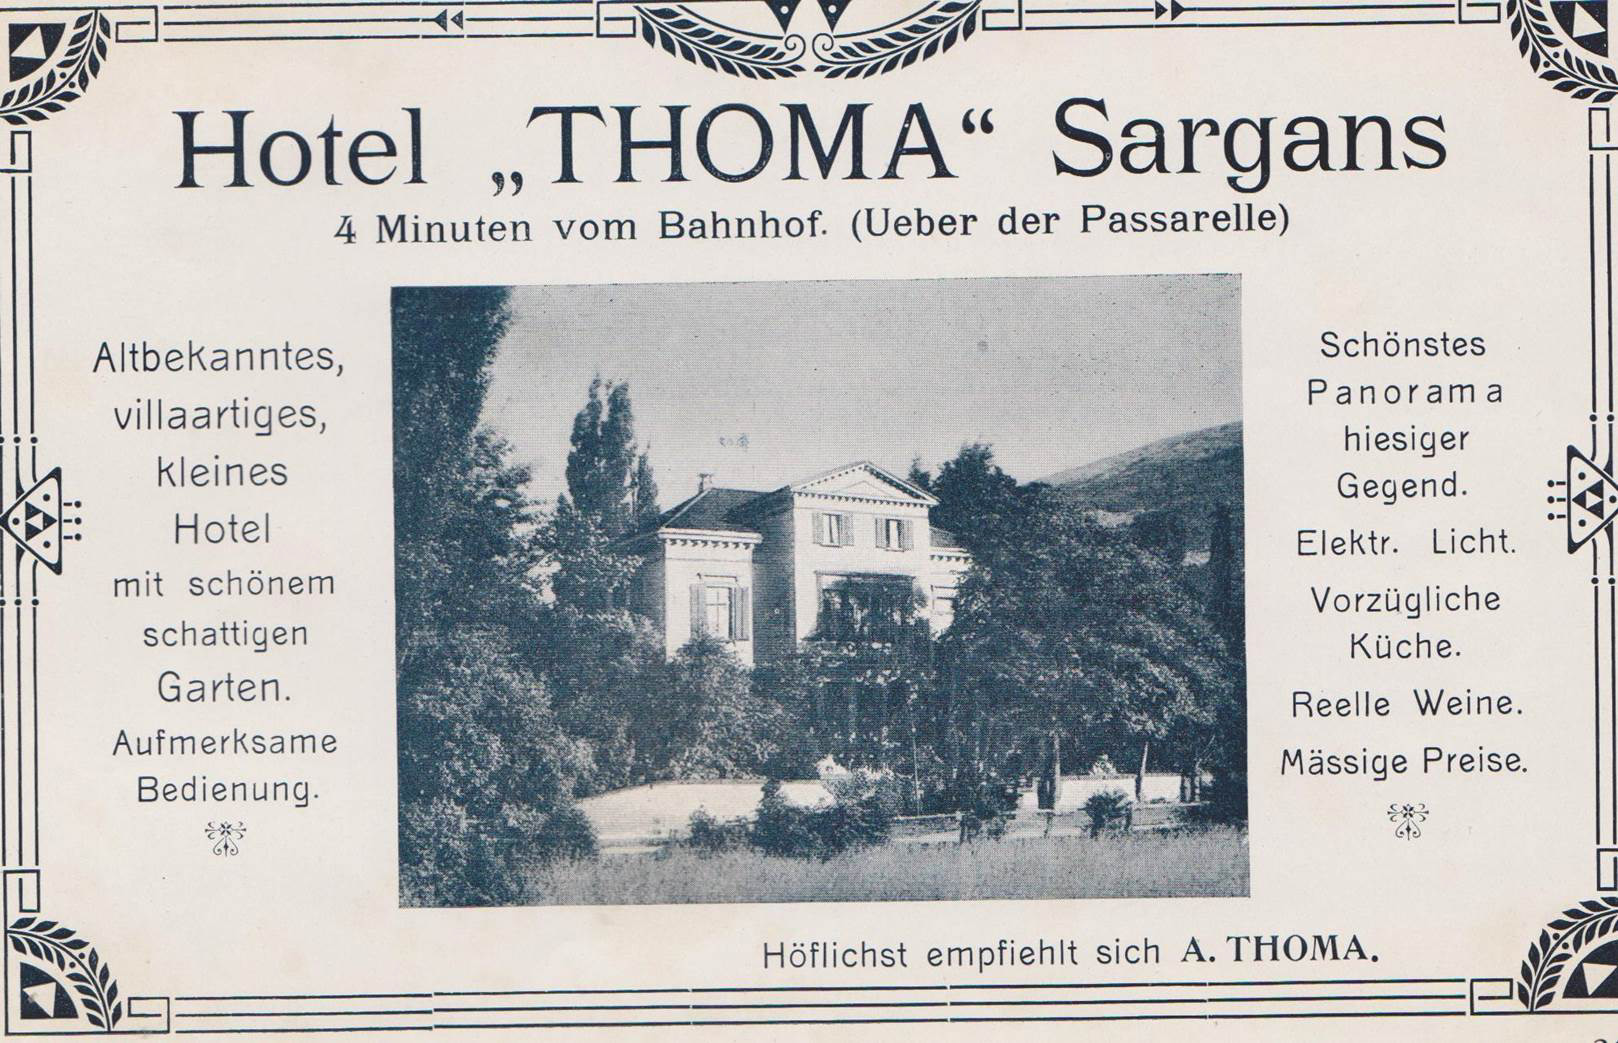 Hotel „THOMA“ Sargans
4 Minuten vom Bahnhof. (Ueber der Passarelle)
Altbekanntes,
villaartiges,
kleines
Hotel
mit schönem
schattigen
Garten.
Aufmerksame
Bedienung.
Schönstes
Panorama
hiesiger
Gegend.
Elektr. Licht.
Vorzügliche
Küche.
Reelle Weine.
Mässige Preise.
Höflichst empfiehlt sich A. THOMA.